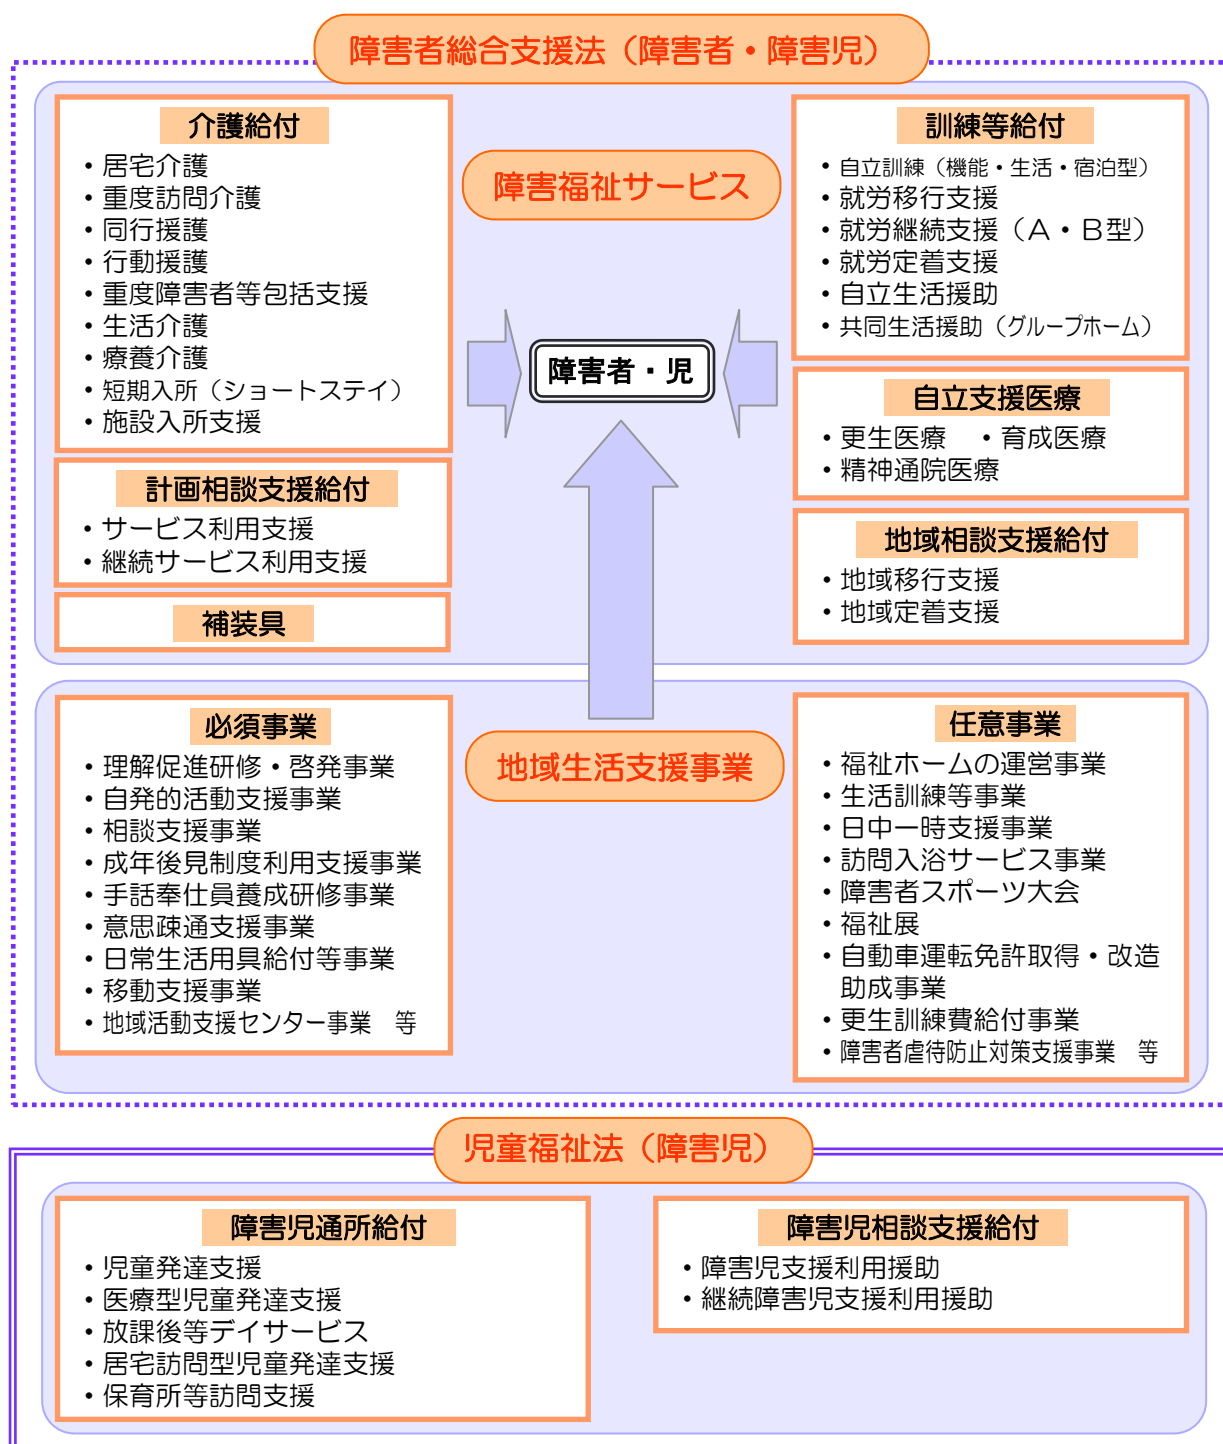 障害者総合支援法（障害者・障害児）
介護給付
・居宅介護
・重度訪問介護
・同行援護
・行動援護
・重度障害者等包括支援
・生活介護
・療養介護
・短期入所（ショートステイ）
・施設入所支援
計画相談支援給付
・サービス利用支援
・継続サービス利用支援
補装具
障害福祉サービス
障害者・児
訓練等給付
・自立訓練（機能・生活・宿泊型）
・就労移行支援
・就労継続支援（A・B型）
・就労定着支援
・自立生活援助
・共同生活援助（グループホーム）
自立支援医療
・更生医療　・育成医療
・精神通院医療
地域相談支援給付
・地域移行支援
・地域定着支援
必須事業
・理解促進研修・啓発事業
・自発的活動支援事業
・相談支援事業
・成年後見制度利用支援事業
・手話奉仕員養成研修事業
・意思疎通支援事業
・日常生活用具給付等事業
・移動支援事業
・地域活動支援センター事業　等
地域生活支援事業
任意事業
・福祉ホームの運営事業
・生活訓練等事業
・日中一時支援事業
・訪問入浴サービス事業
・障害者スポーツ大会
・福祉展
・自動車運転免許取得・改造
助成事業
・更生訓練費給付事業
・障害者虐待防止対策支援事業　等
児童福祉法（障害児）
障害児通所給付
・児童発達支援
・医療型児童発達支援
・放課後等デイサービス
・居宅訪問型児童発達支援
・保育所等訪問支援
障害児相談支援給付
・障害児支援利用援助
・継続障害児支援利用援助